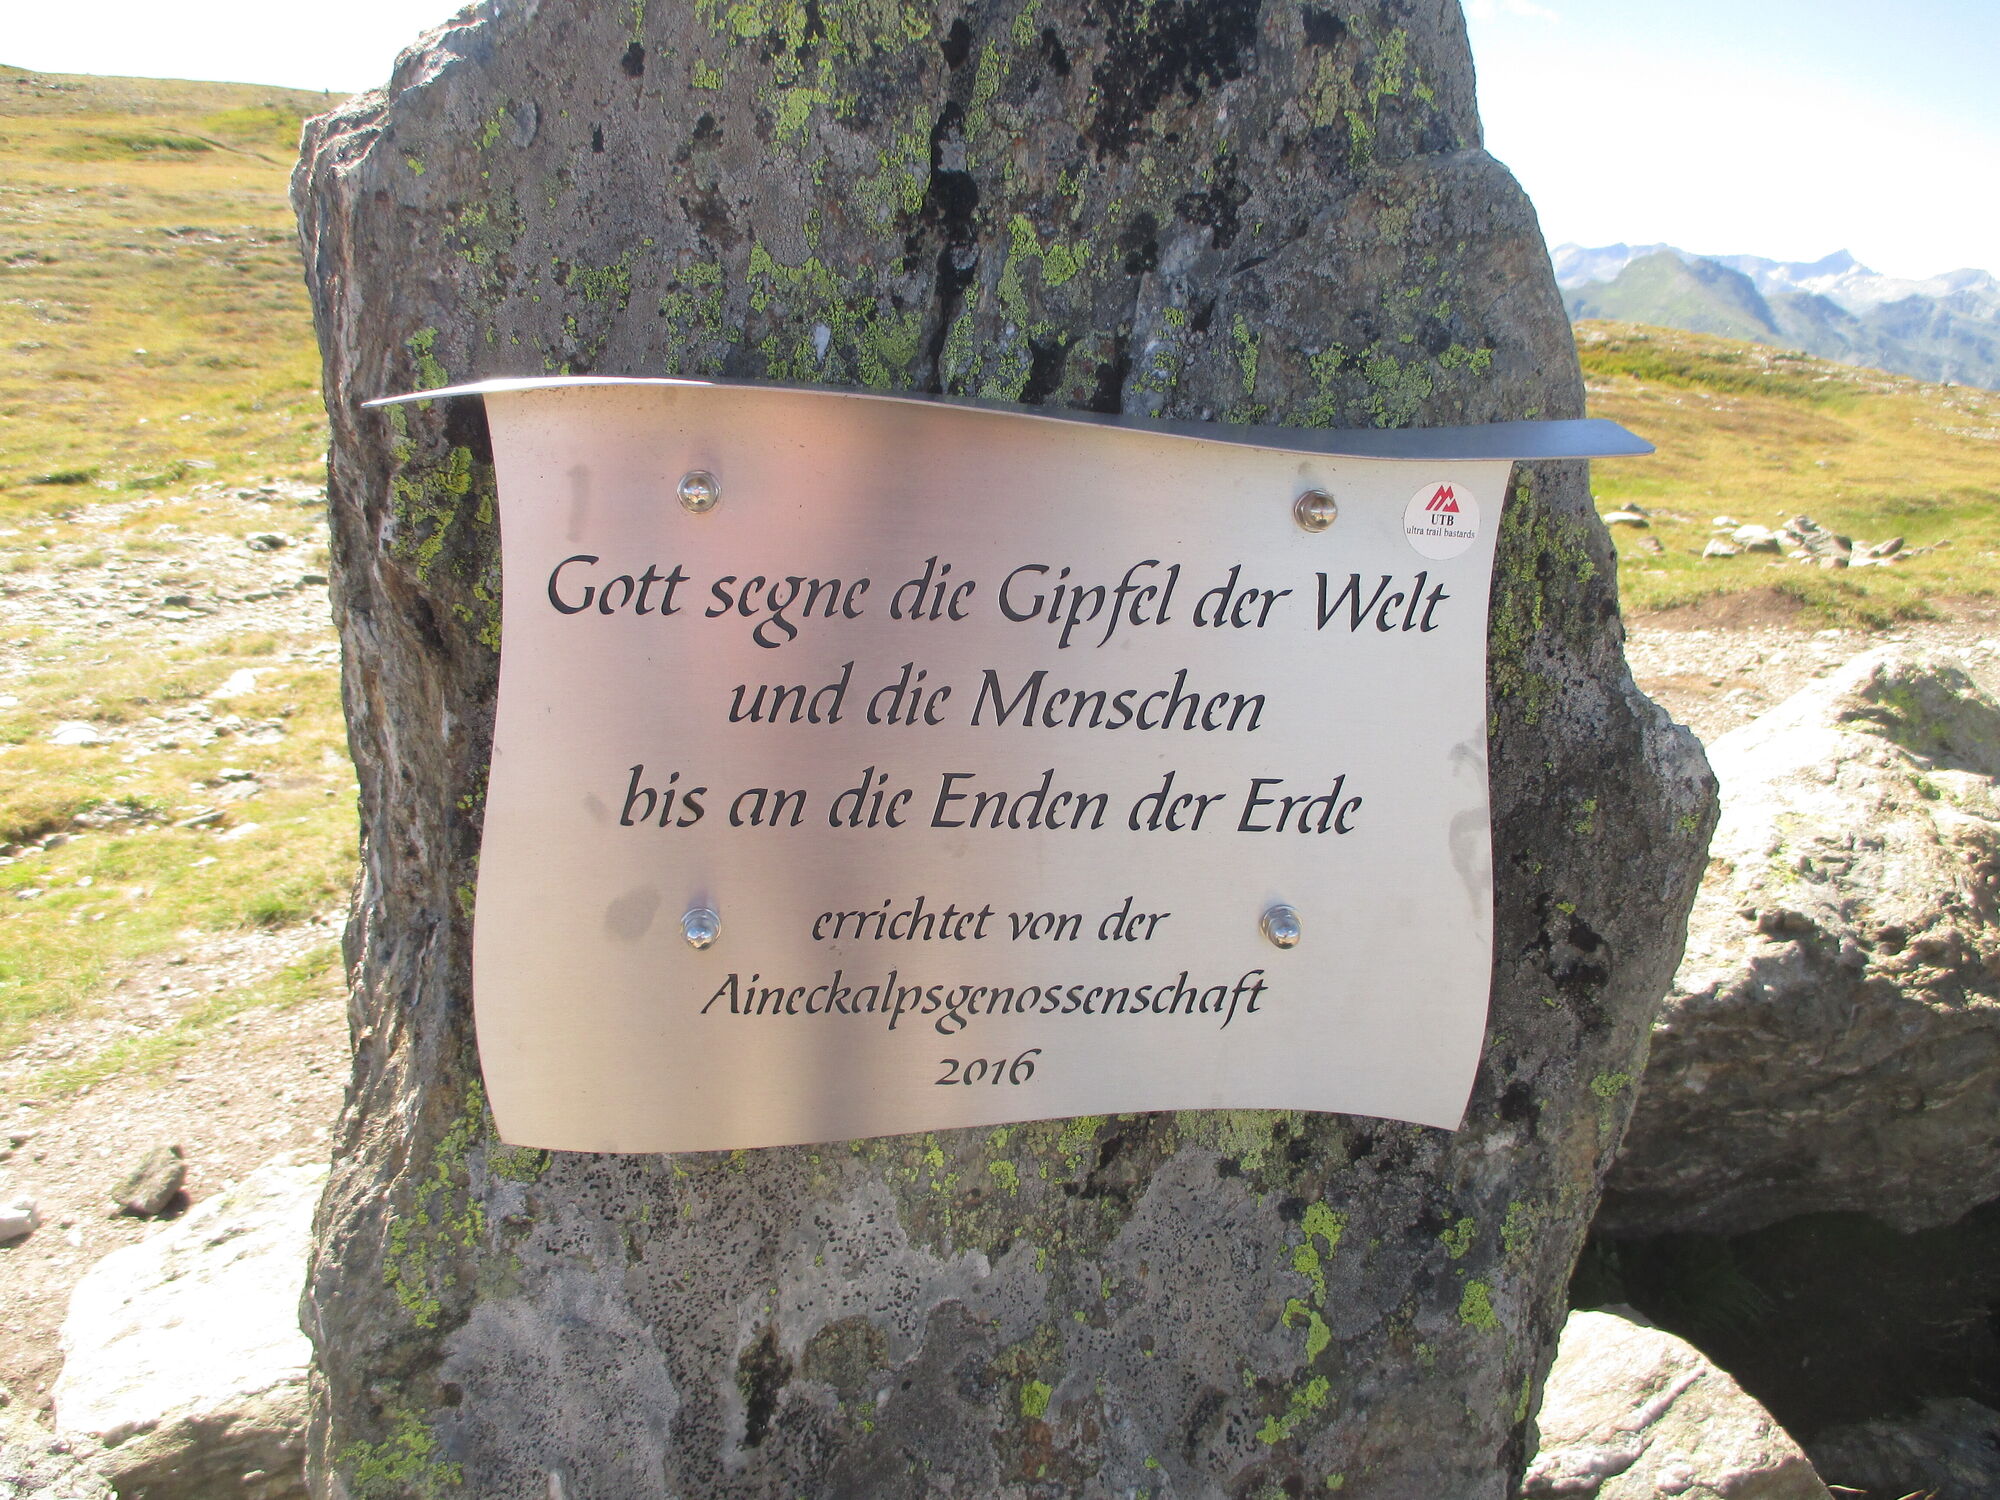 UTB
ultra trail bastards
Gott segne die Gipfel der Welt
und die Menschen
bis an die Enden der Erde
errichtet von der
Aineckalpsgenossenschaft
2016